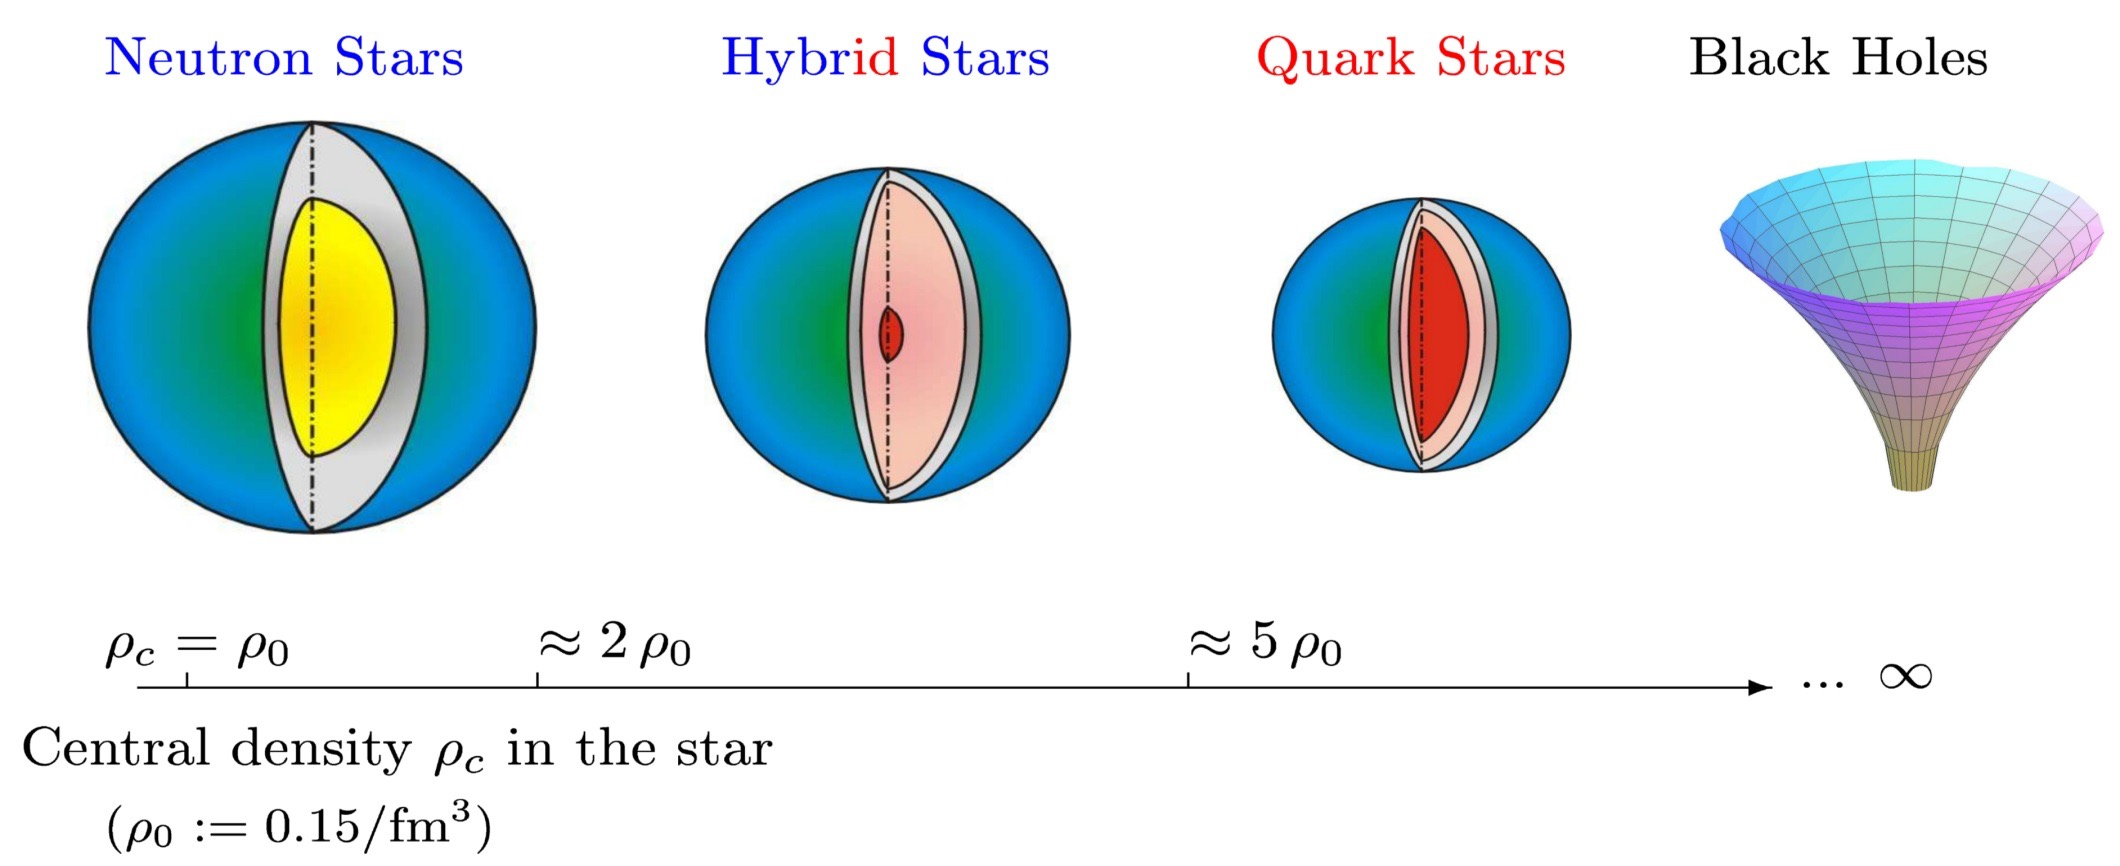 Neutron Stars Hybrid Stars Quark Stars Black Holes
ρc = ρ0 ≈ 2 ρ0 ≈ 5 ρ0
... ∞
Central density ρc in the star
(ρ0 := 0.15/fm³)